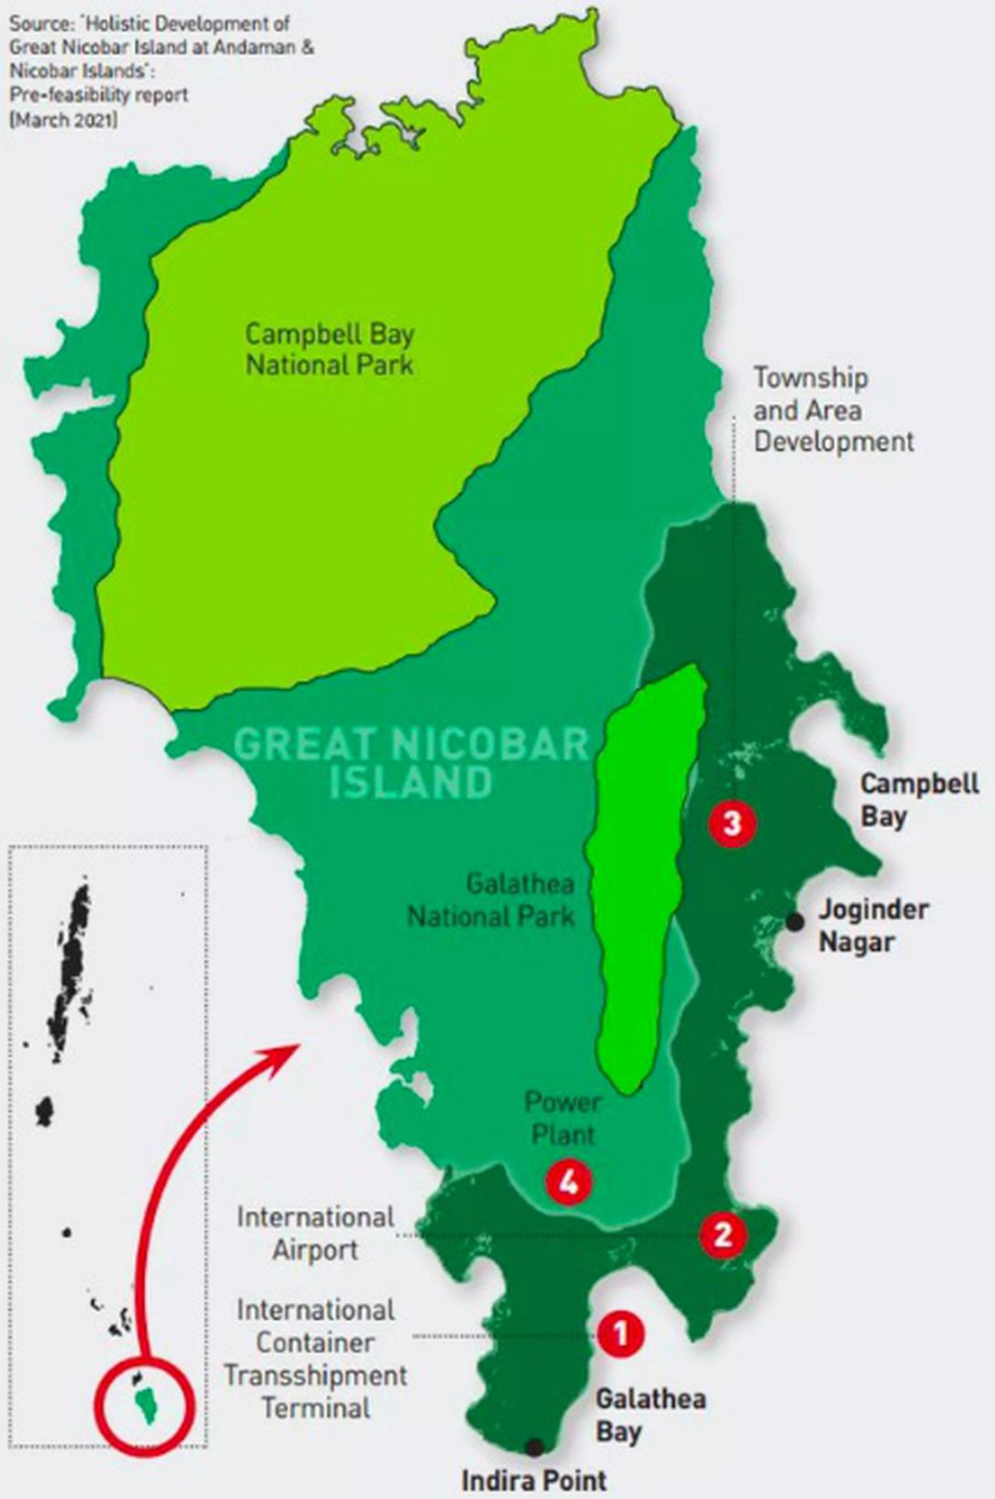 Source: 'Holistic Development of
Great Nicobar Island at Andaman &
Nicobar Islands':
Pre-feasibility report
(March 2021)
Campbell Bay
National Park
Township
and Area
Development
GREAT NICOBAR
ISLAND
Campbell
Bay
3
Galathea
National Park
Joginder
Nagar
Power
Plant
4
International
Airport
2
International
Container
Transshipment
Terminal
1
Galathea
Bay
Indira Point